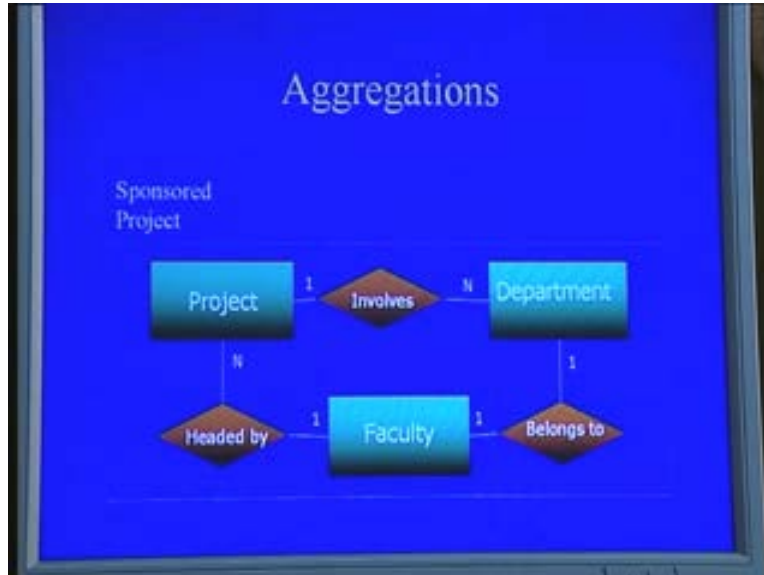 Aggregations
Sponsored
Project
Project
1
Involves
N
Department
N
1
Headed by
1
Faculty
1
Belongs to